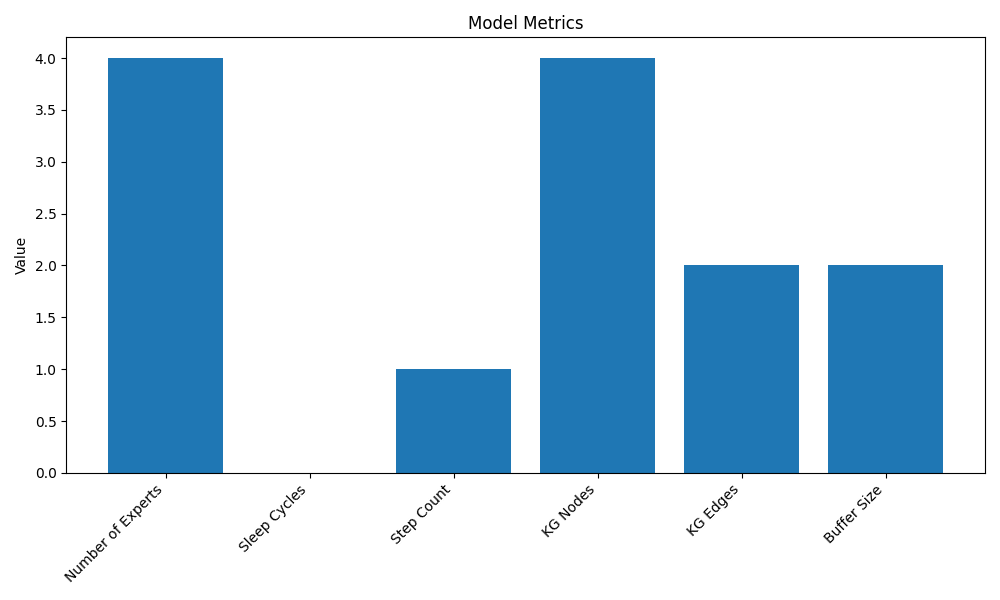 Model Metrics
Value
4.0
3.5
3.0
2.5
2.0
1.5
1.0
0.5
0.0
Number of Experts
Sleep Cycles
Step Count
KG Nodes
KG Edges
Buffer Size